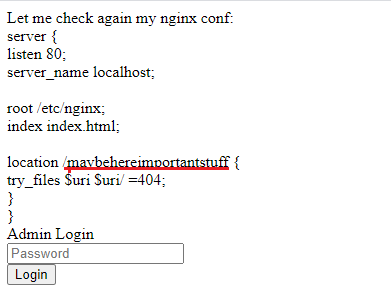 Let me check again my nginx conf:
server {
listen 80;
server_name localhost;
root /etc/nginx;
index index.html;
location /maybehereimportantstuff {
try_files $uri $uri/ =404;
}
}
Admin Login
Password
Login